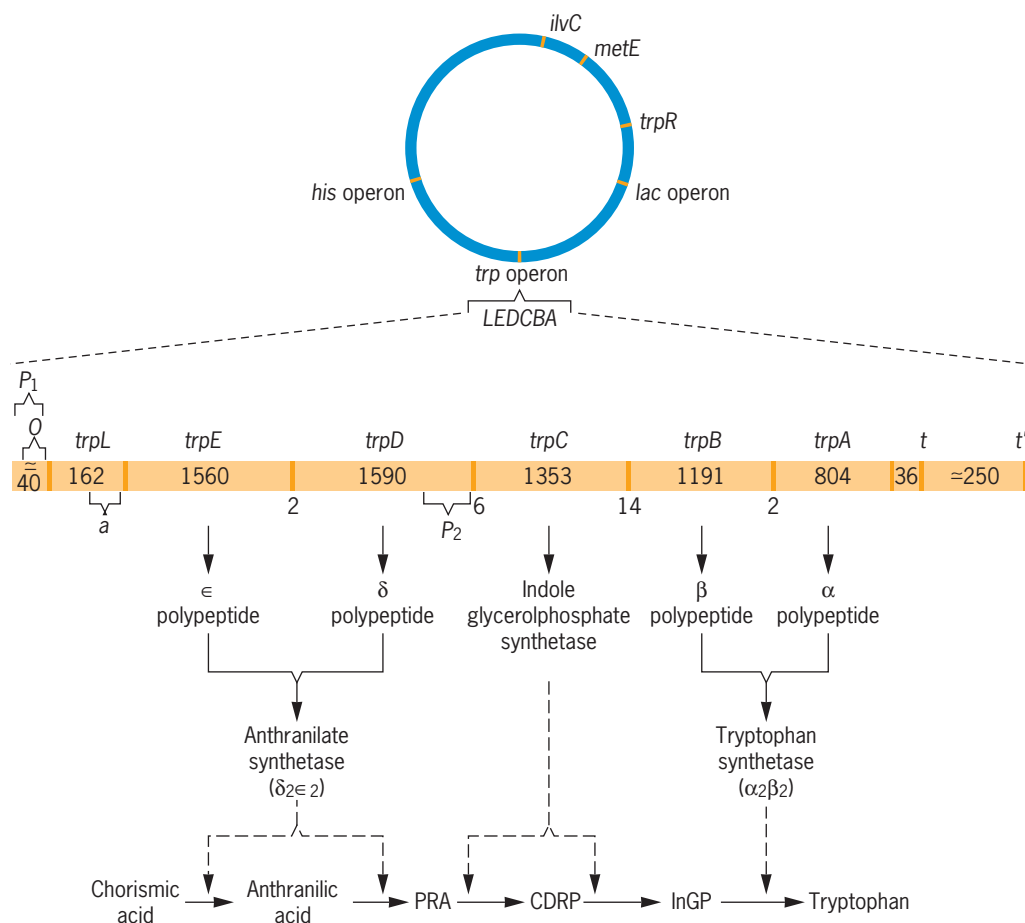 ilvC
metE
trpR
his operon
lac operon
trp operon
LEDCBA
P1
O
trpL trpE trpD trpC trpB trpA t t'
≃
40 162 1560 1590 1353 1191 804 36 ≃250
a 2 P2 6 14 2
∈
polypeptide
δ
polypeptide
Indole
glycerolphosphate
synthetase
β
polypeptide
α
polypeptide
Anthranilate
synthetase
(δ2∈2)
Tryptophan
synthetase
(α2β2)
Chorismic
acid
Anthranilic
acid
PRA CDRP InGP Tryptophan